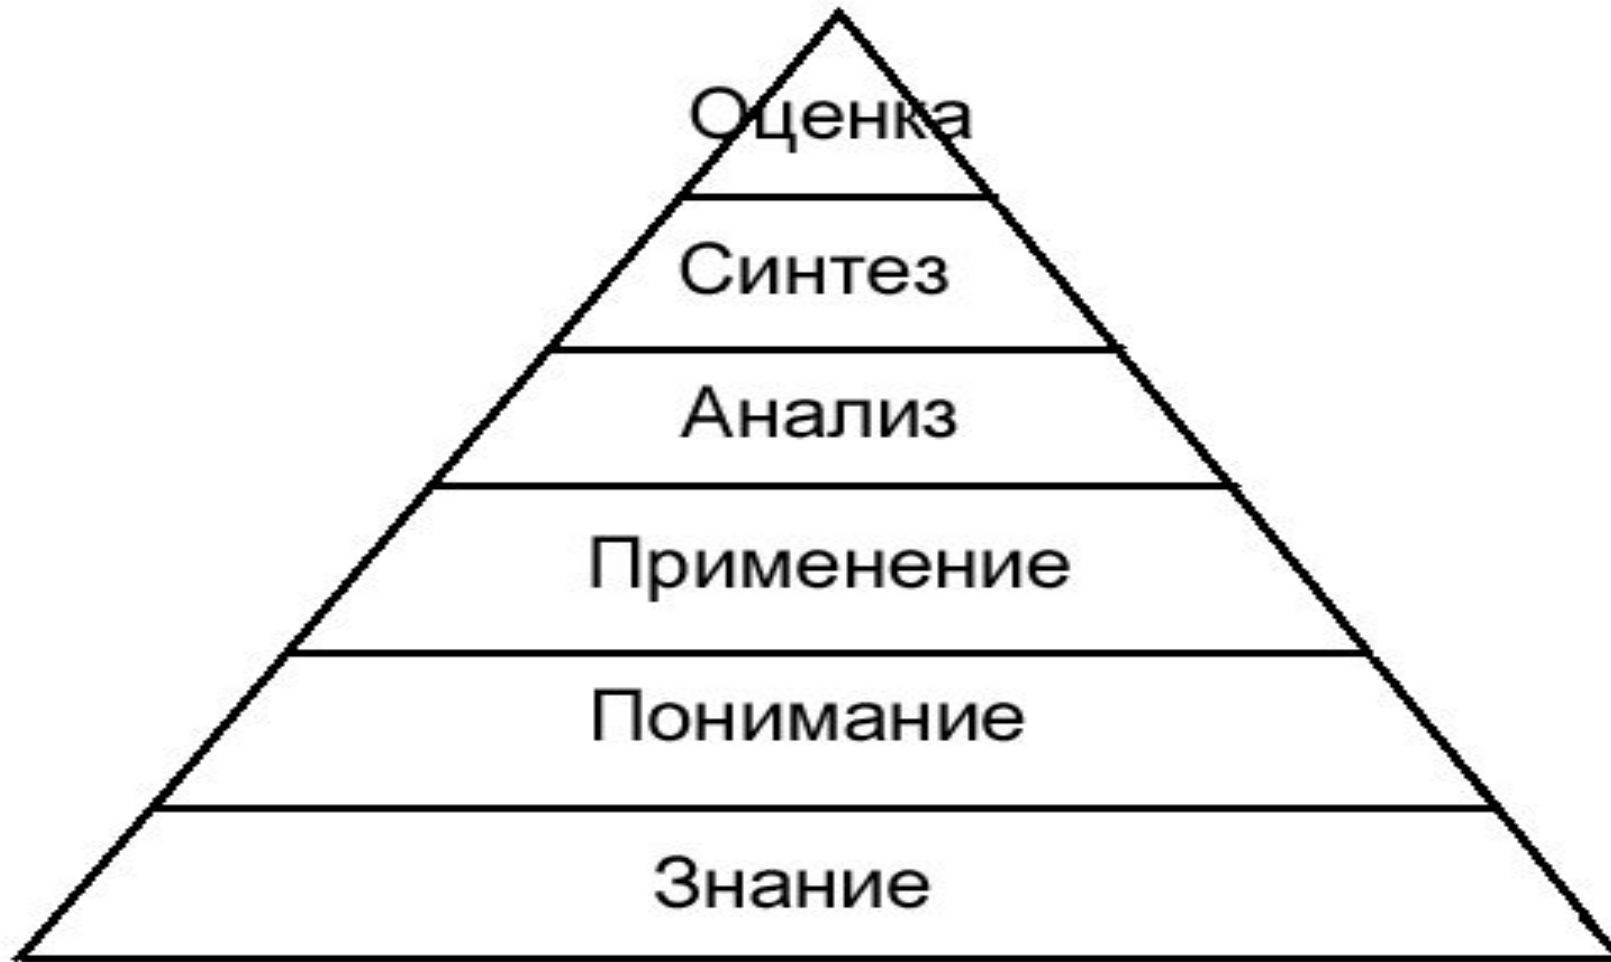 Оценка
Синтез
Анализ
Применение
Понимание
Знание